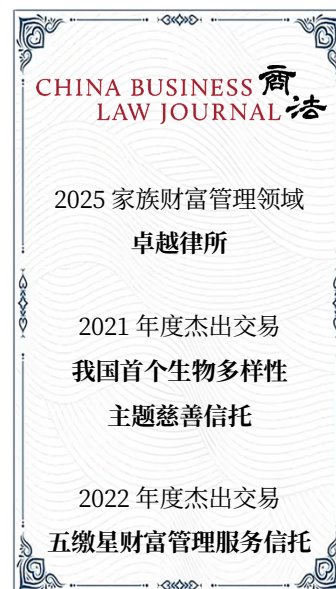 CHINA BUSINESS 商
LAW JOURNAL 法
2025 家族财富管理领域
卓越律所
2021 年度杰出交易
我国首个生物多样性
主题慈善信托
2022 年度杰出交易
五缴星财富管理服务信托